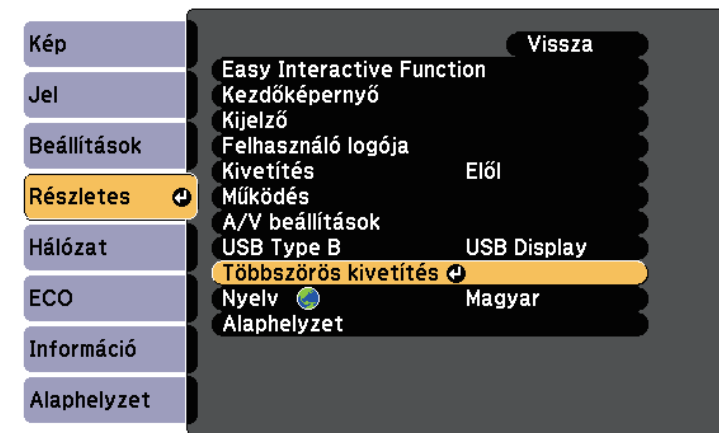 Kép
Jel
Beállítások
Részletes
Hálózat
ECO
Információ
Alaphelyzet
Vissza
Easy Interactive Function
Kezdőképernyő
Kijelző
Felhasználó logója
Kivetítés Elől
Működés
A/V beállítások
USB Type B USB Display
Többszörös kivetítés
Nyelv Magyar
Alaphelyzet